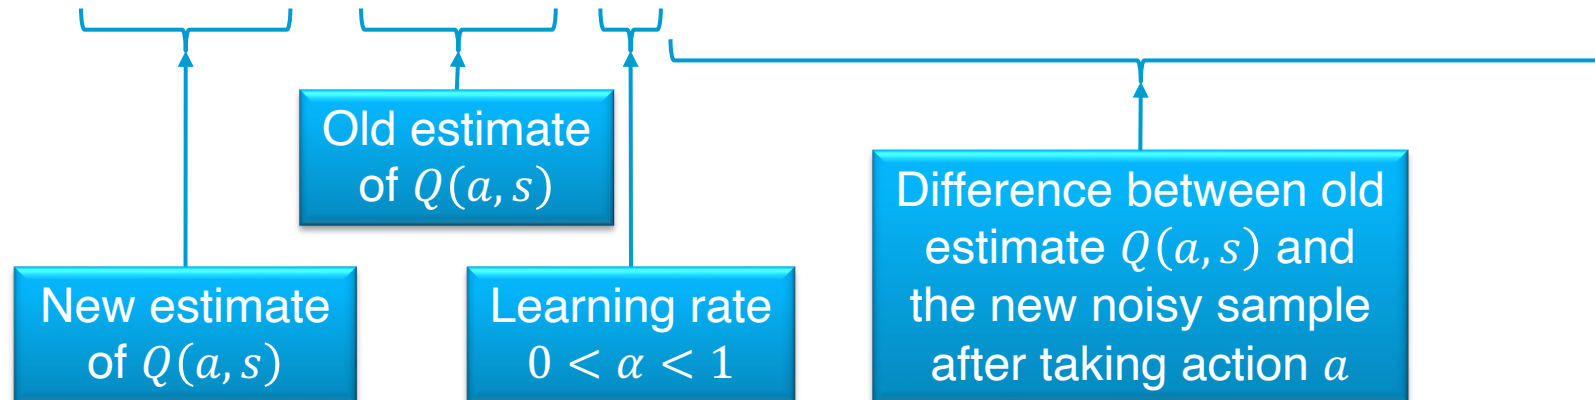 Old estimate
of Q(a, s)
New estimate
of Q(a, s)
Learning rate
0 < α < 1
Difference between old
estimate Q(a, s) and
the new noisy sample
after taking action a